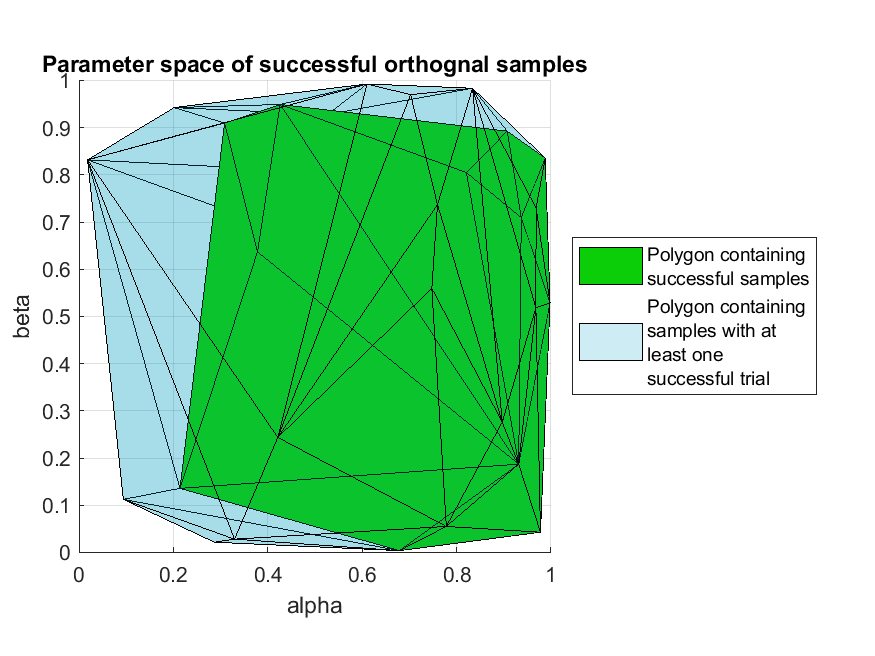 Parameter space of successful orthognal samples
1
0.9
0.8
0.7
0.6
0.5
0.4
0.3
0.2
0.1
0
beta
0
0.2
0.4
0.6
0.8
1
alpha
Polygon containing
successful samples
Polygon containing
samples with at
least one
successful trial